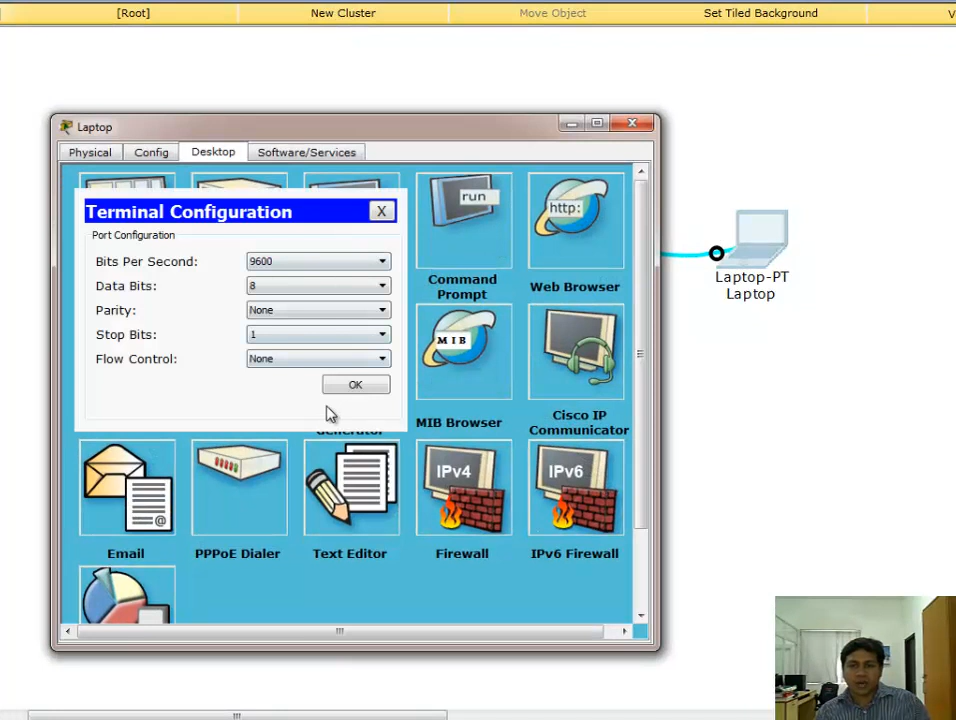 [Root] New Cluster Move Object Set Tiled Background V
Laptop
Physical Config Desktop Software/Services
run
http:
Terminal Configuration X
Port Configuration
Bits Per Second: 9600
Data Bits: 8
Parity: None
Stop Bits: 1
Flow Control: None
OK
Command
Prompt
Web Browser
MIB
MIB Browser
Cisco IP
Communicator
Generator
@
IPv4
IPv6
Email PPPoE Dialer Text Editor Firewall IPv6 Firewall
Laptop-PT
Laptop